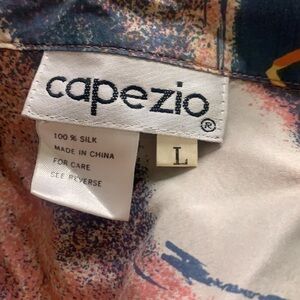 capezio®
100% SILK
MADE IN CHINA
FOR CARE
SEE REVERSE
L